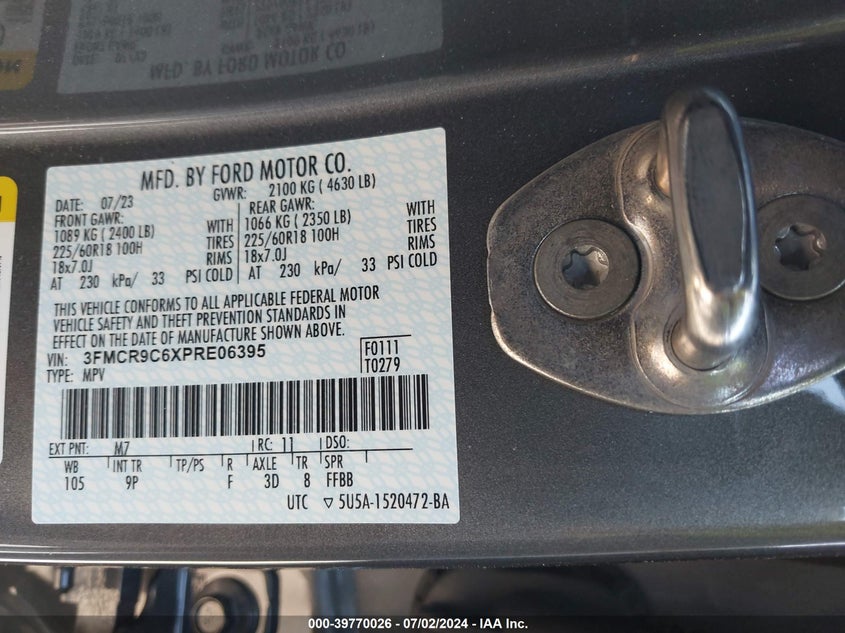 MFD. BY FORD MOTOR CO.
MFD. BY FORD MOTOR CO.
DATE: 07/23 GVWR: 2100 KG ( 4630 LB)
FRONT GAWR: REAR GAWR:
1089 KG ( 2400 LB) WITH 1066 KG ( 2350 LB) WITH
225/60R18 100H TIRES 225/60R18 100H TIRES
18x7.0J RIMS 18x7.0J RIMS
AT 230 kPa/ 33 PSI COLD AT 230 kPa/ 33 PSI COLD
THIS VEHICLE CONFORMS TO ALL APPLICABLE FEDERAL MOTOR
VEHICLE SAFETY AND THEFT PREVENTION STANDARDS IN
EFFECT ON THE DATE OF MANUFACTURE SHOWN ABOVE.
VIN: 3FMCR9C6XPRE06395 F0111
TYPE: MPV T0279
EXT PNT: M7 RC: 11 DSO:
WB INT TR TP/PS R AXLE TR SPR
105 9P F 3D 8 FFBB
UTC ▽ 5U5A-1520472-BA
000-39770026 - 07/02/2024 - IAA Inc.